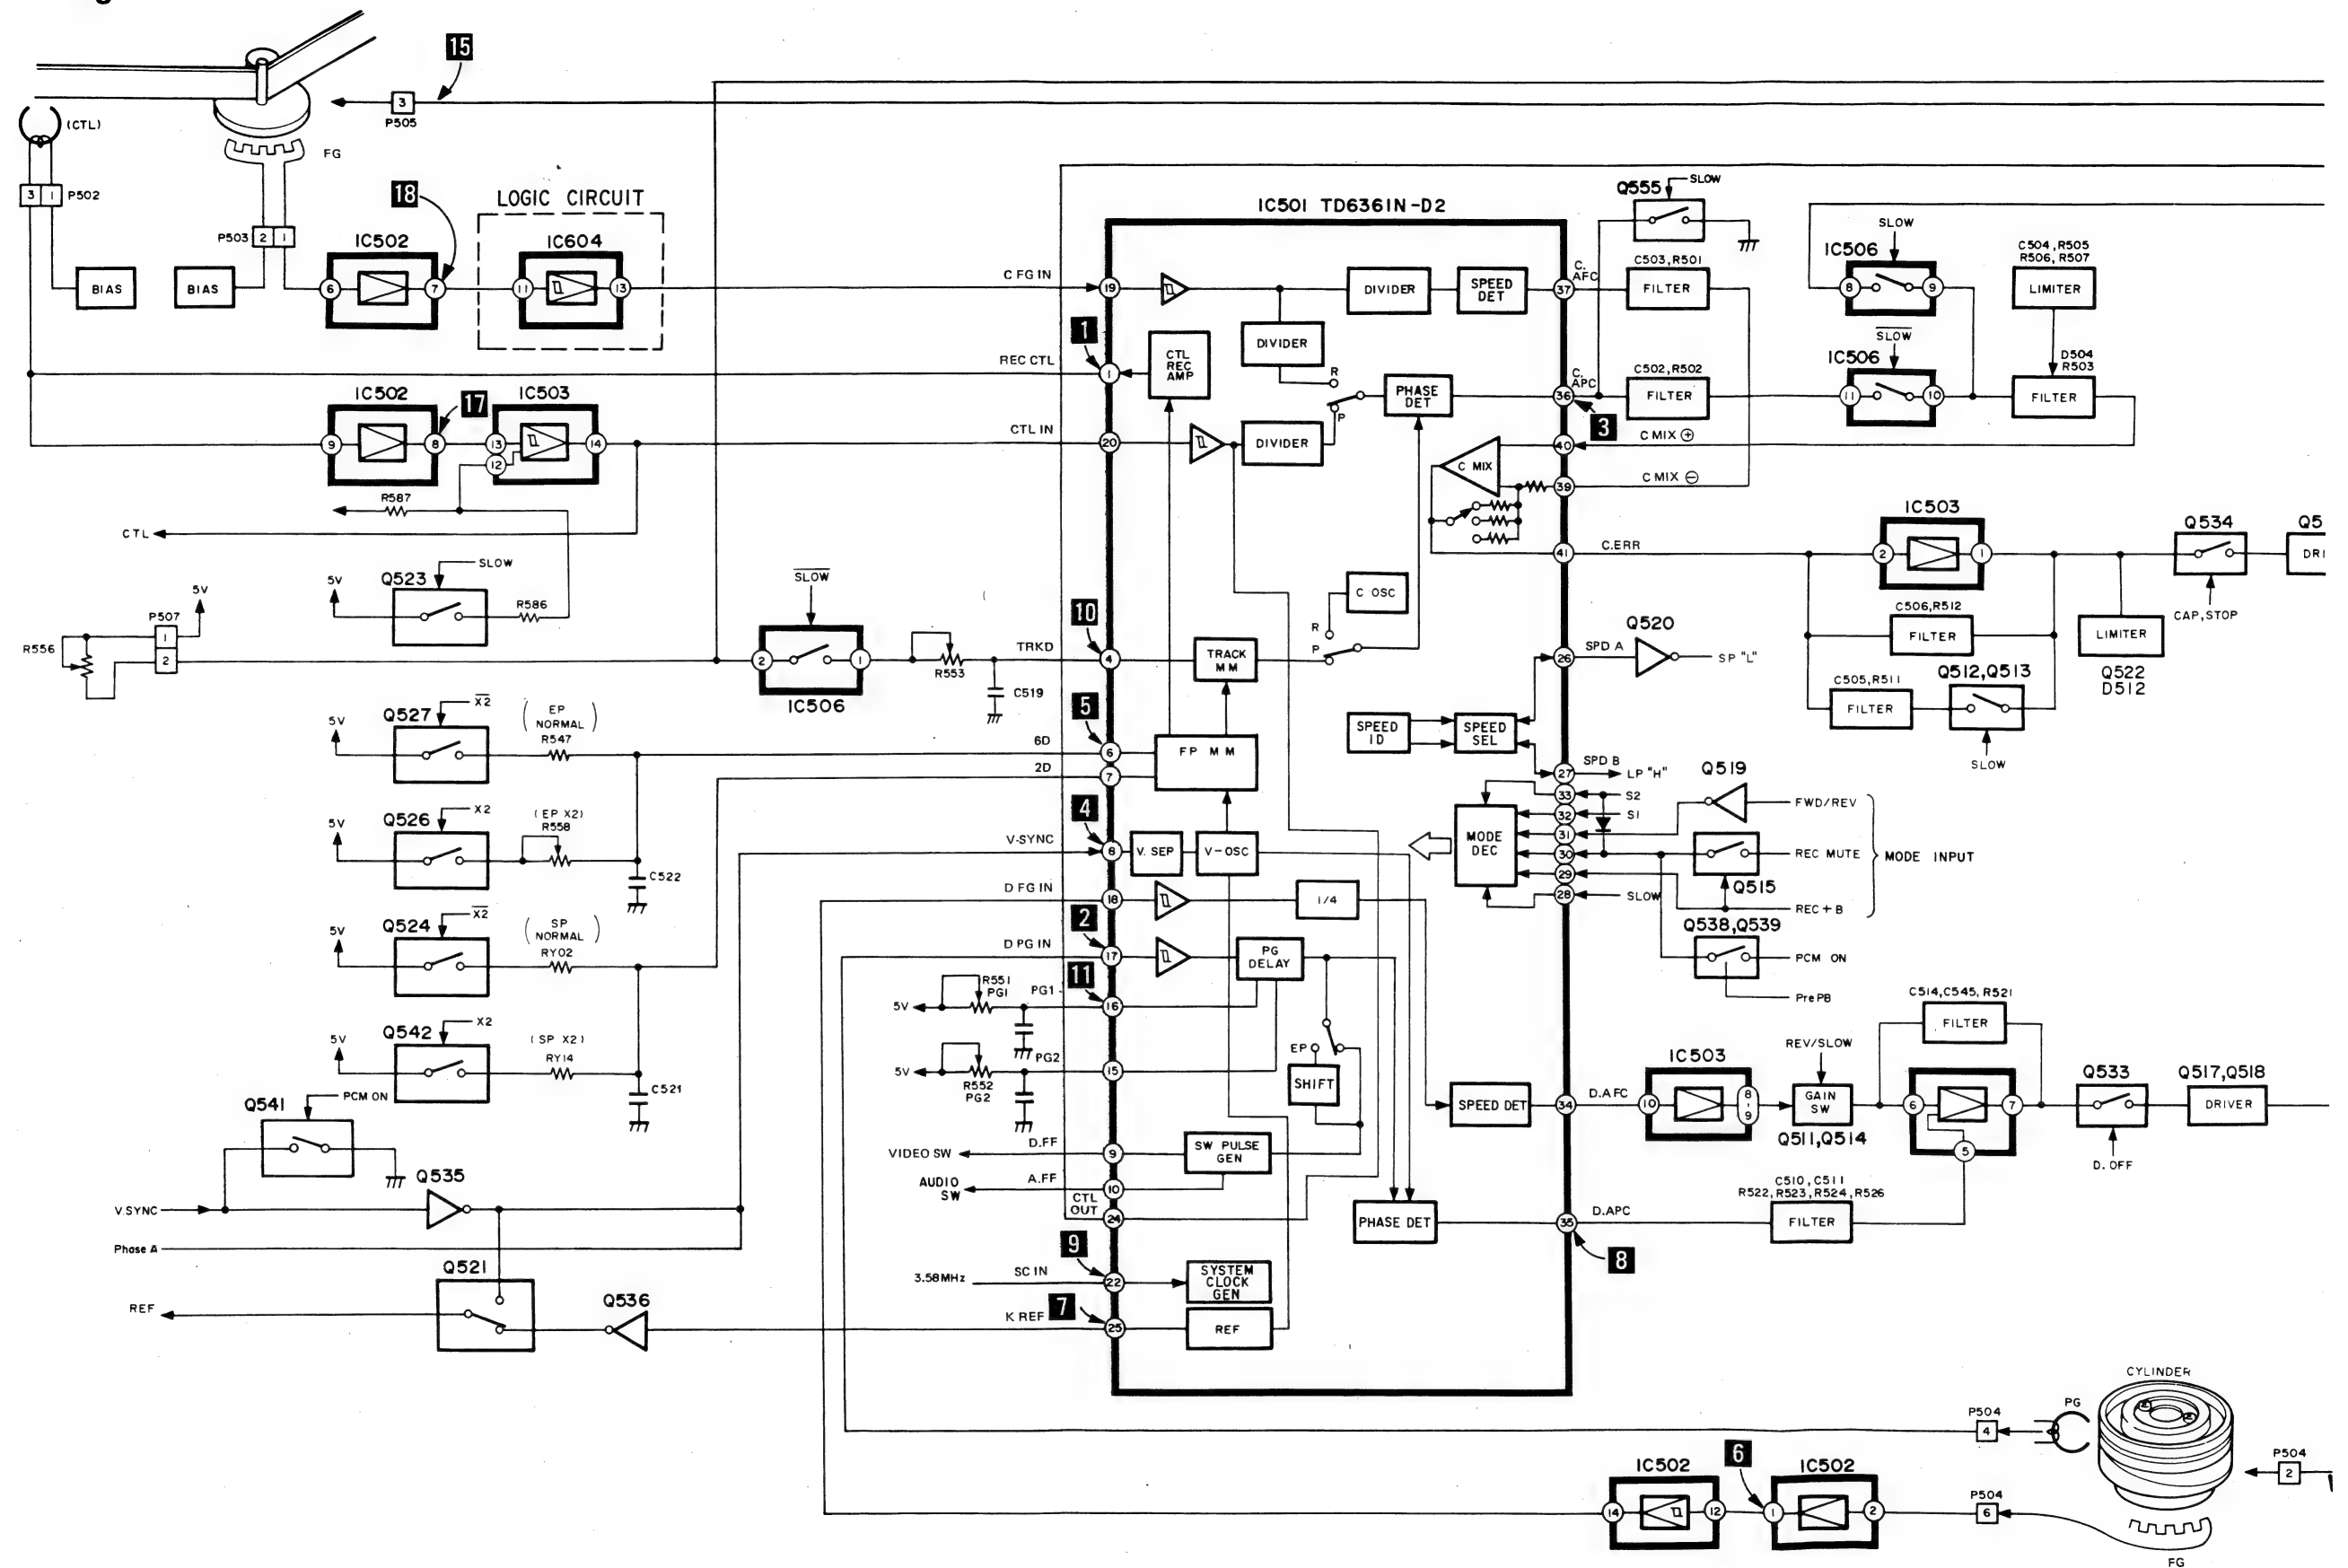 15
(CTL)
3
P505
FG
3 1 P502
18
LOGIC CIRCUIT
P503 2 1
IC502
IC604
BIAS
BIAS
6
7
11
13
IC501 TD6361N-D2
C FG IN
19
DIVIDER
SPEED
DET
C.
AFC
37
Q555
SLOW
C503, R501
FILTER
IC506
SLOW
8
9
C504, R505
R506, R507
LIMITER
1
REC CTL
1
CTL
REC
AMP
DIVIDER
R
P
PHASE
DET
C.
APC
36
3
C502, R502
FILTER
SLOW
IC506
11
10
D504
R503
FILTER
IC502
17
IC503
9
8
13
12
14
CTL IN
20
DIVIDER
C MIX
40
C MIX ⊕
39
C MIX ⊖
R587
CTL
41
C.ERR
IC503
2
1
Q534
CAP, STOP
Q5
DRI
5V
Q523
SLOW
R586
C506, R512
FILTER
LIMITER
Q522
D512
C505, R511
FILTER
Q512, Q513
SLOW
R556
P507
1
2
5V
SLOW
2
1
IC506
R553
C519
10
TRKD
4
TRACK
MM
C OSC
R
P
26
SPD A
Q520
SP "L"
5V
Q527
X2
( EP
NORMAL )
R547
5
6D
6
2D
7
FP MM
SPEED
ID
SPEED
SEL
27
SPD B
LP "H"
5V
Q526
X2
(EP X2)
R558
C522
4
V-SYNC
8
V. SEP
V-OSC
MODE
DEC
33
S2
32
S1
31
30
29
28
SLOW
Q519
FWD/REV
REC MUTE
Q515
REC+B
MODE INPUT
Q538, Q539
PCM ON
PrePB
5V
Q524
X2
( SP
NORMAL )
RY02
D FG IN
18
1/4
2
D PG IN
17
PG
DELAY
5V
R551
PG1
PG1
11
16
5V
R552
PG2
PG2
15
EP
SHIFT
5V
Q542
X2
(SP X2)
RY14
C521
SPEED DET
34
D.AFC
IC503
10
8-9
REV/SLOW
GAIN
SW
Q511, Q514
C514, C545, R521
FILTER
6
7
5
Q533
D. OFF
Q517, Q518
DRIVER
Q541
PCM ON
VIDEO SW
D.FF
9
SW PULSE
GEN
AUDIO
SW
A.FF
10
CTL
OUT
24
V.SYNC
Q535
Phase A
PHASE DET
35
D.APC
8
C510, C511
R522, R523, R524, R526
FILTER
3.58MHz
SC IN
9
22
SYSTEM
CLOCK
GEN
REF
Q521
Q536
K REF
7
25
REF
P504
4
PG
CYLINDER
IC502
14
12
6
IC502
1
2
P504
6
P504
2
FG